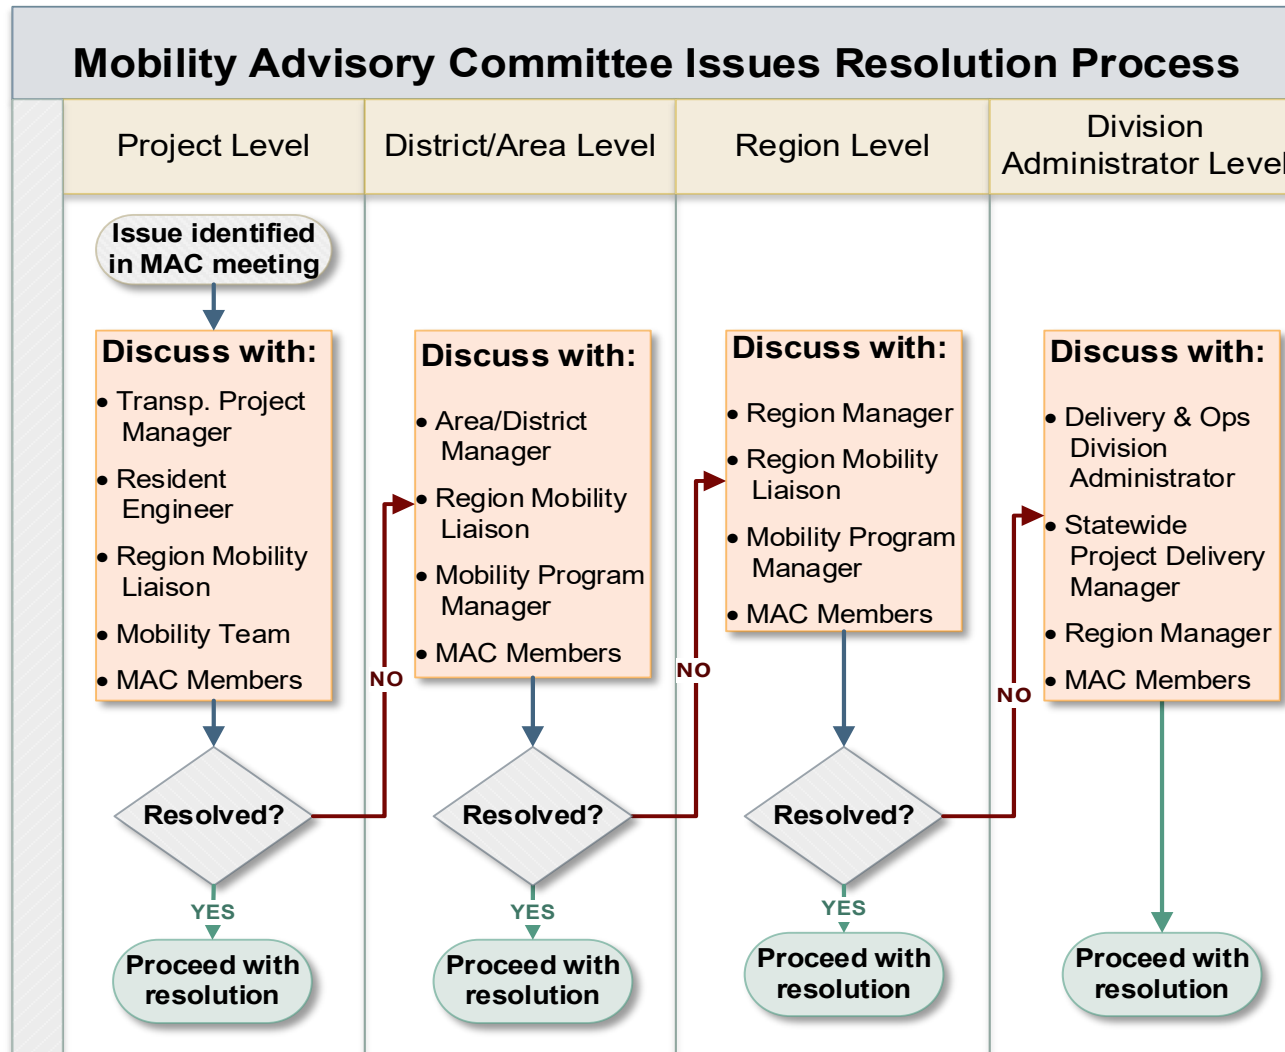 Mobility Advisory Committee Issues Resolution Process
Project Level
District/Area Level
Region Level
Division
Administrator Level
Issue identified
in MAC meeting
Discuss with:
• Transp. Project
Manager
• Resident
Engineer
• Region Mobility
Liaison
• Mobility Team
• MAC Members
Resolved?
NO
YES
Proceed with
resolution
Discuss with:
• Area/District
Manager
• Region Mobility
Liaison
• Mobility Program
Manager
• MAC Members
Resolved?
NO
YES
Proceed with
resolution
Discuss with:
• Region Manager
• Region Mobility
Liaison
• Mobility Program
Manager
• MAC Members
Resolved?
NO
YES
Proceed with
resolution
Discuss with:
• Delivery & Ops
Division
Administrator
• Statewide
Project Delivery
Manager
• Region Manager
• MAC Members
Proceed with
resolution